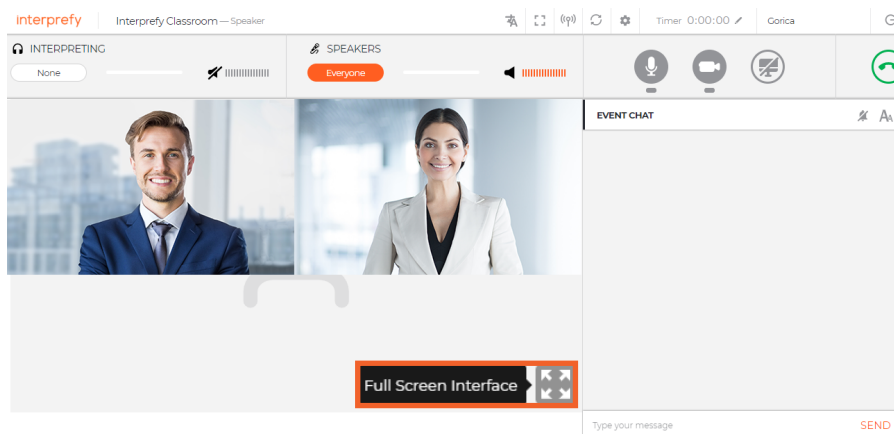 interprefy
Interprefy Classroom — Speaker
Timer 0:00:00
Gorica
INTERPRETING
None
SPEAKERS
Everyone
EVENT CHAT
AA
Full Screen Interface
Type your message
SEND